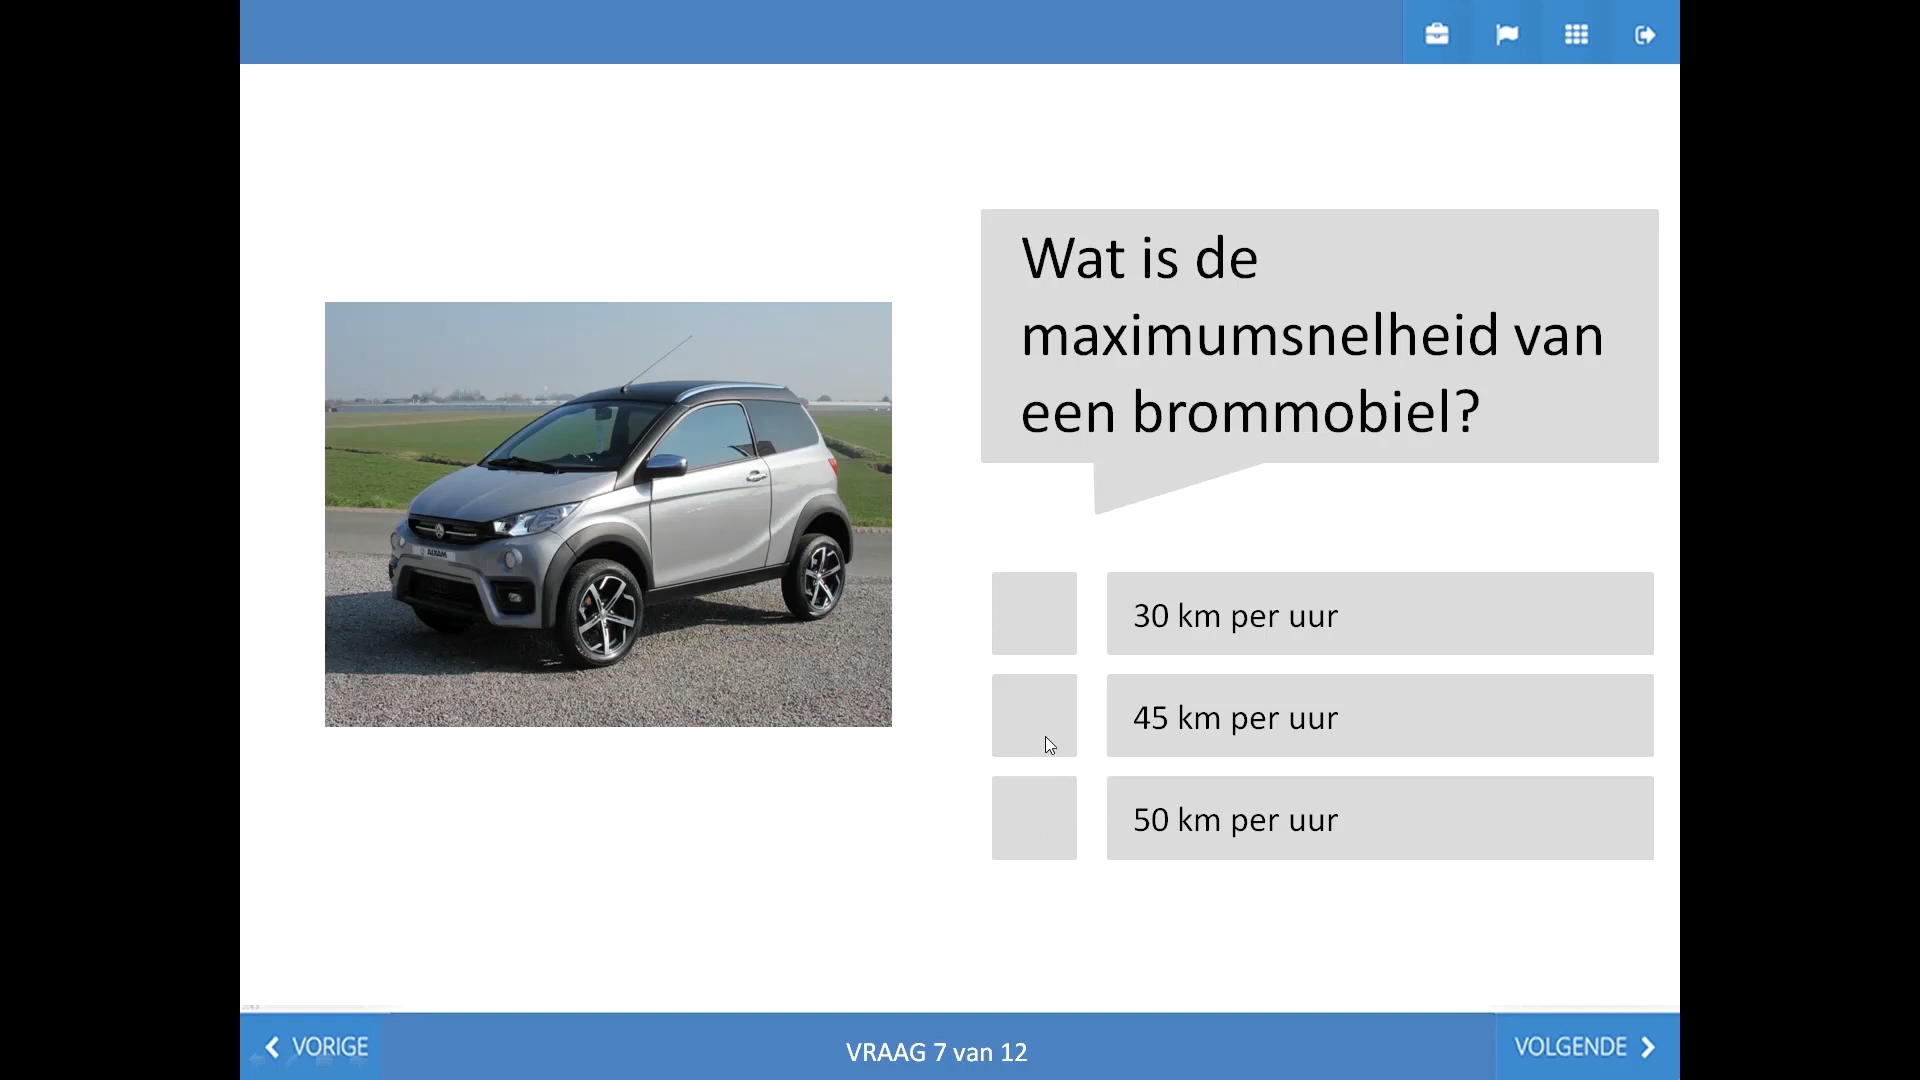 Wat is de
maximumsnelheid van
een brommobiel?
AIXAM
30 km per uur
45 km per uur
50 km per uur
VORIGE
VRAAG 7 van 12
VOLGENDE